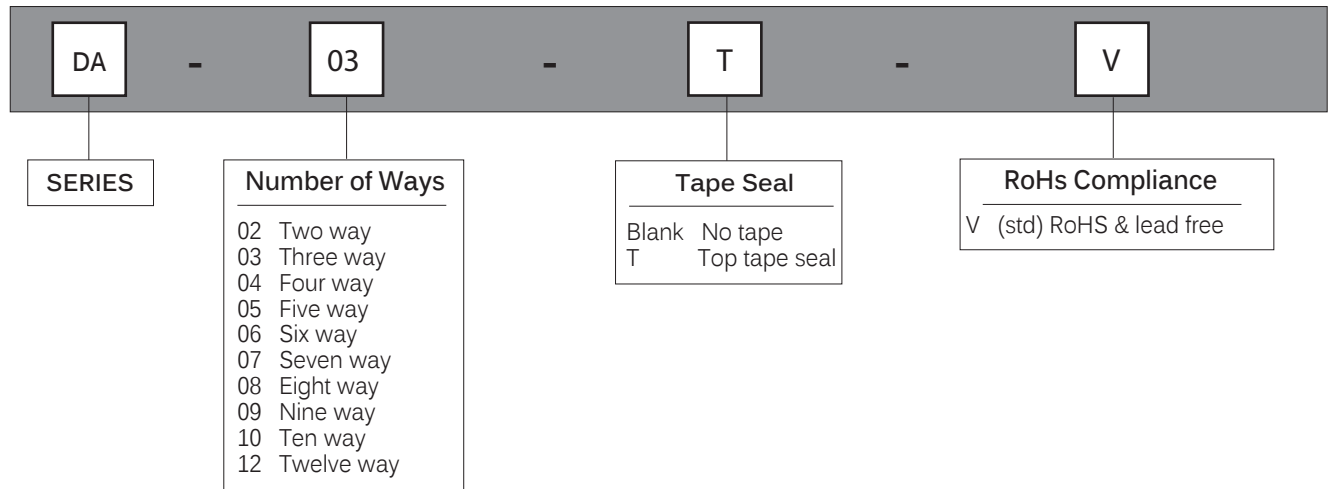 DA - 03 - T - V
SERIES
Number of Ways
02 Two way
03 Three way
04 Four way
05 Five way
06 Six way
07 Seven way
08 Eight way
09 Nine way
10 Ten way
12 Twelve way
Tape Seal
Blank No tape
T Top tape seal
RoHs Compliance
V (std) RoHS & lead free